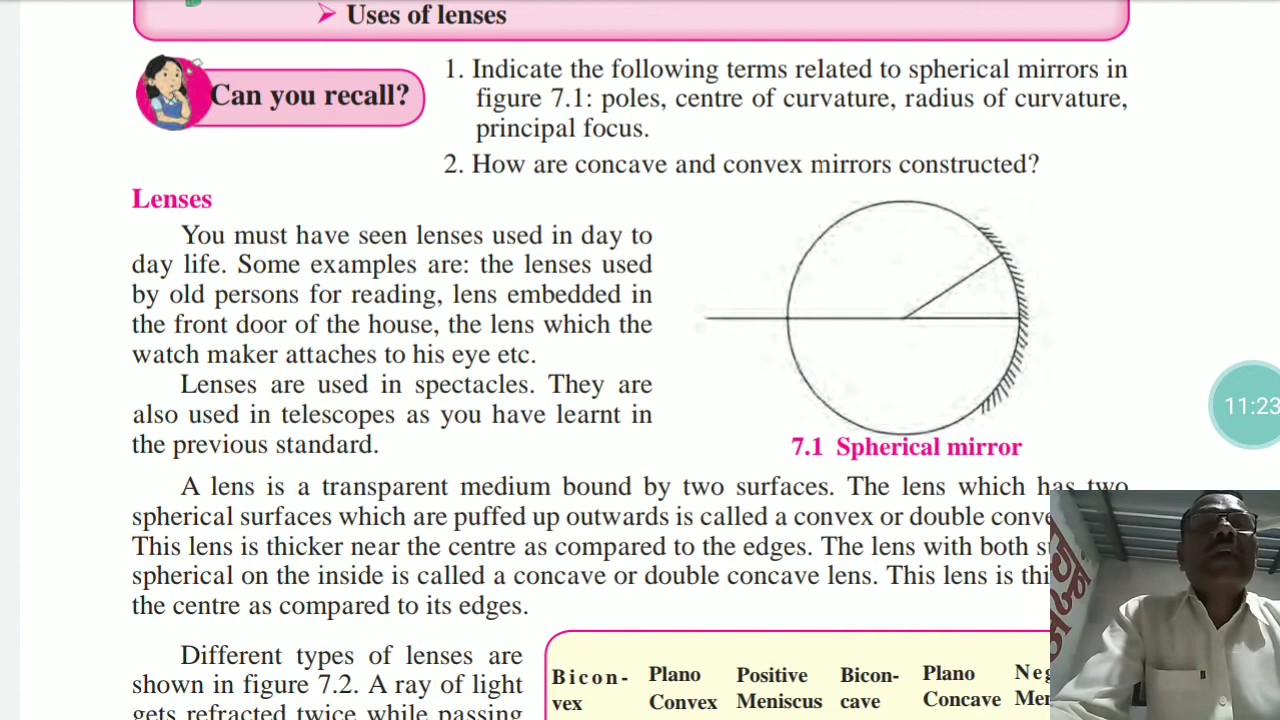 Uses of lenses
Can you recall?
1. Indicate the following terms related to spherical mirrors in
figure 7.1: poles, centre of curvature, radius of curvature,
principal focus.
2. How are concave and convex mirrors constructed?
Lenses
You must have seen lenses used in day to
day life. Some examples are: the lenses used
by old persons for reading, lens embedded in
the front door of the house, the lens which the
watch maker attaches to his eye etc.
Lenses are used in spectacles. They are
also used in telescopes as you have learnt in
the previous standard.
7.1 Spherical mirror
11:23
A lens is a transparent medium bound by two surfaces. The lens which has two
spherical surfaces which are puffed up outwards is called a convex or double
This lens is thicker near the centre as compared to the edges. The lens with both
spherical on the inside is called a concave or double concave lens. This lens is
the centre as compared to its edges.
Different types of lenses are
shown in figure 7.2. A ray of light
gets refracted twice while passing
Bicon- Plano Positive Bicon- Plano
vex Convex Meniscus cave Concave